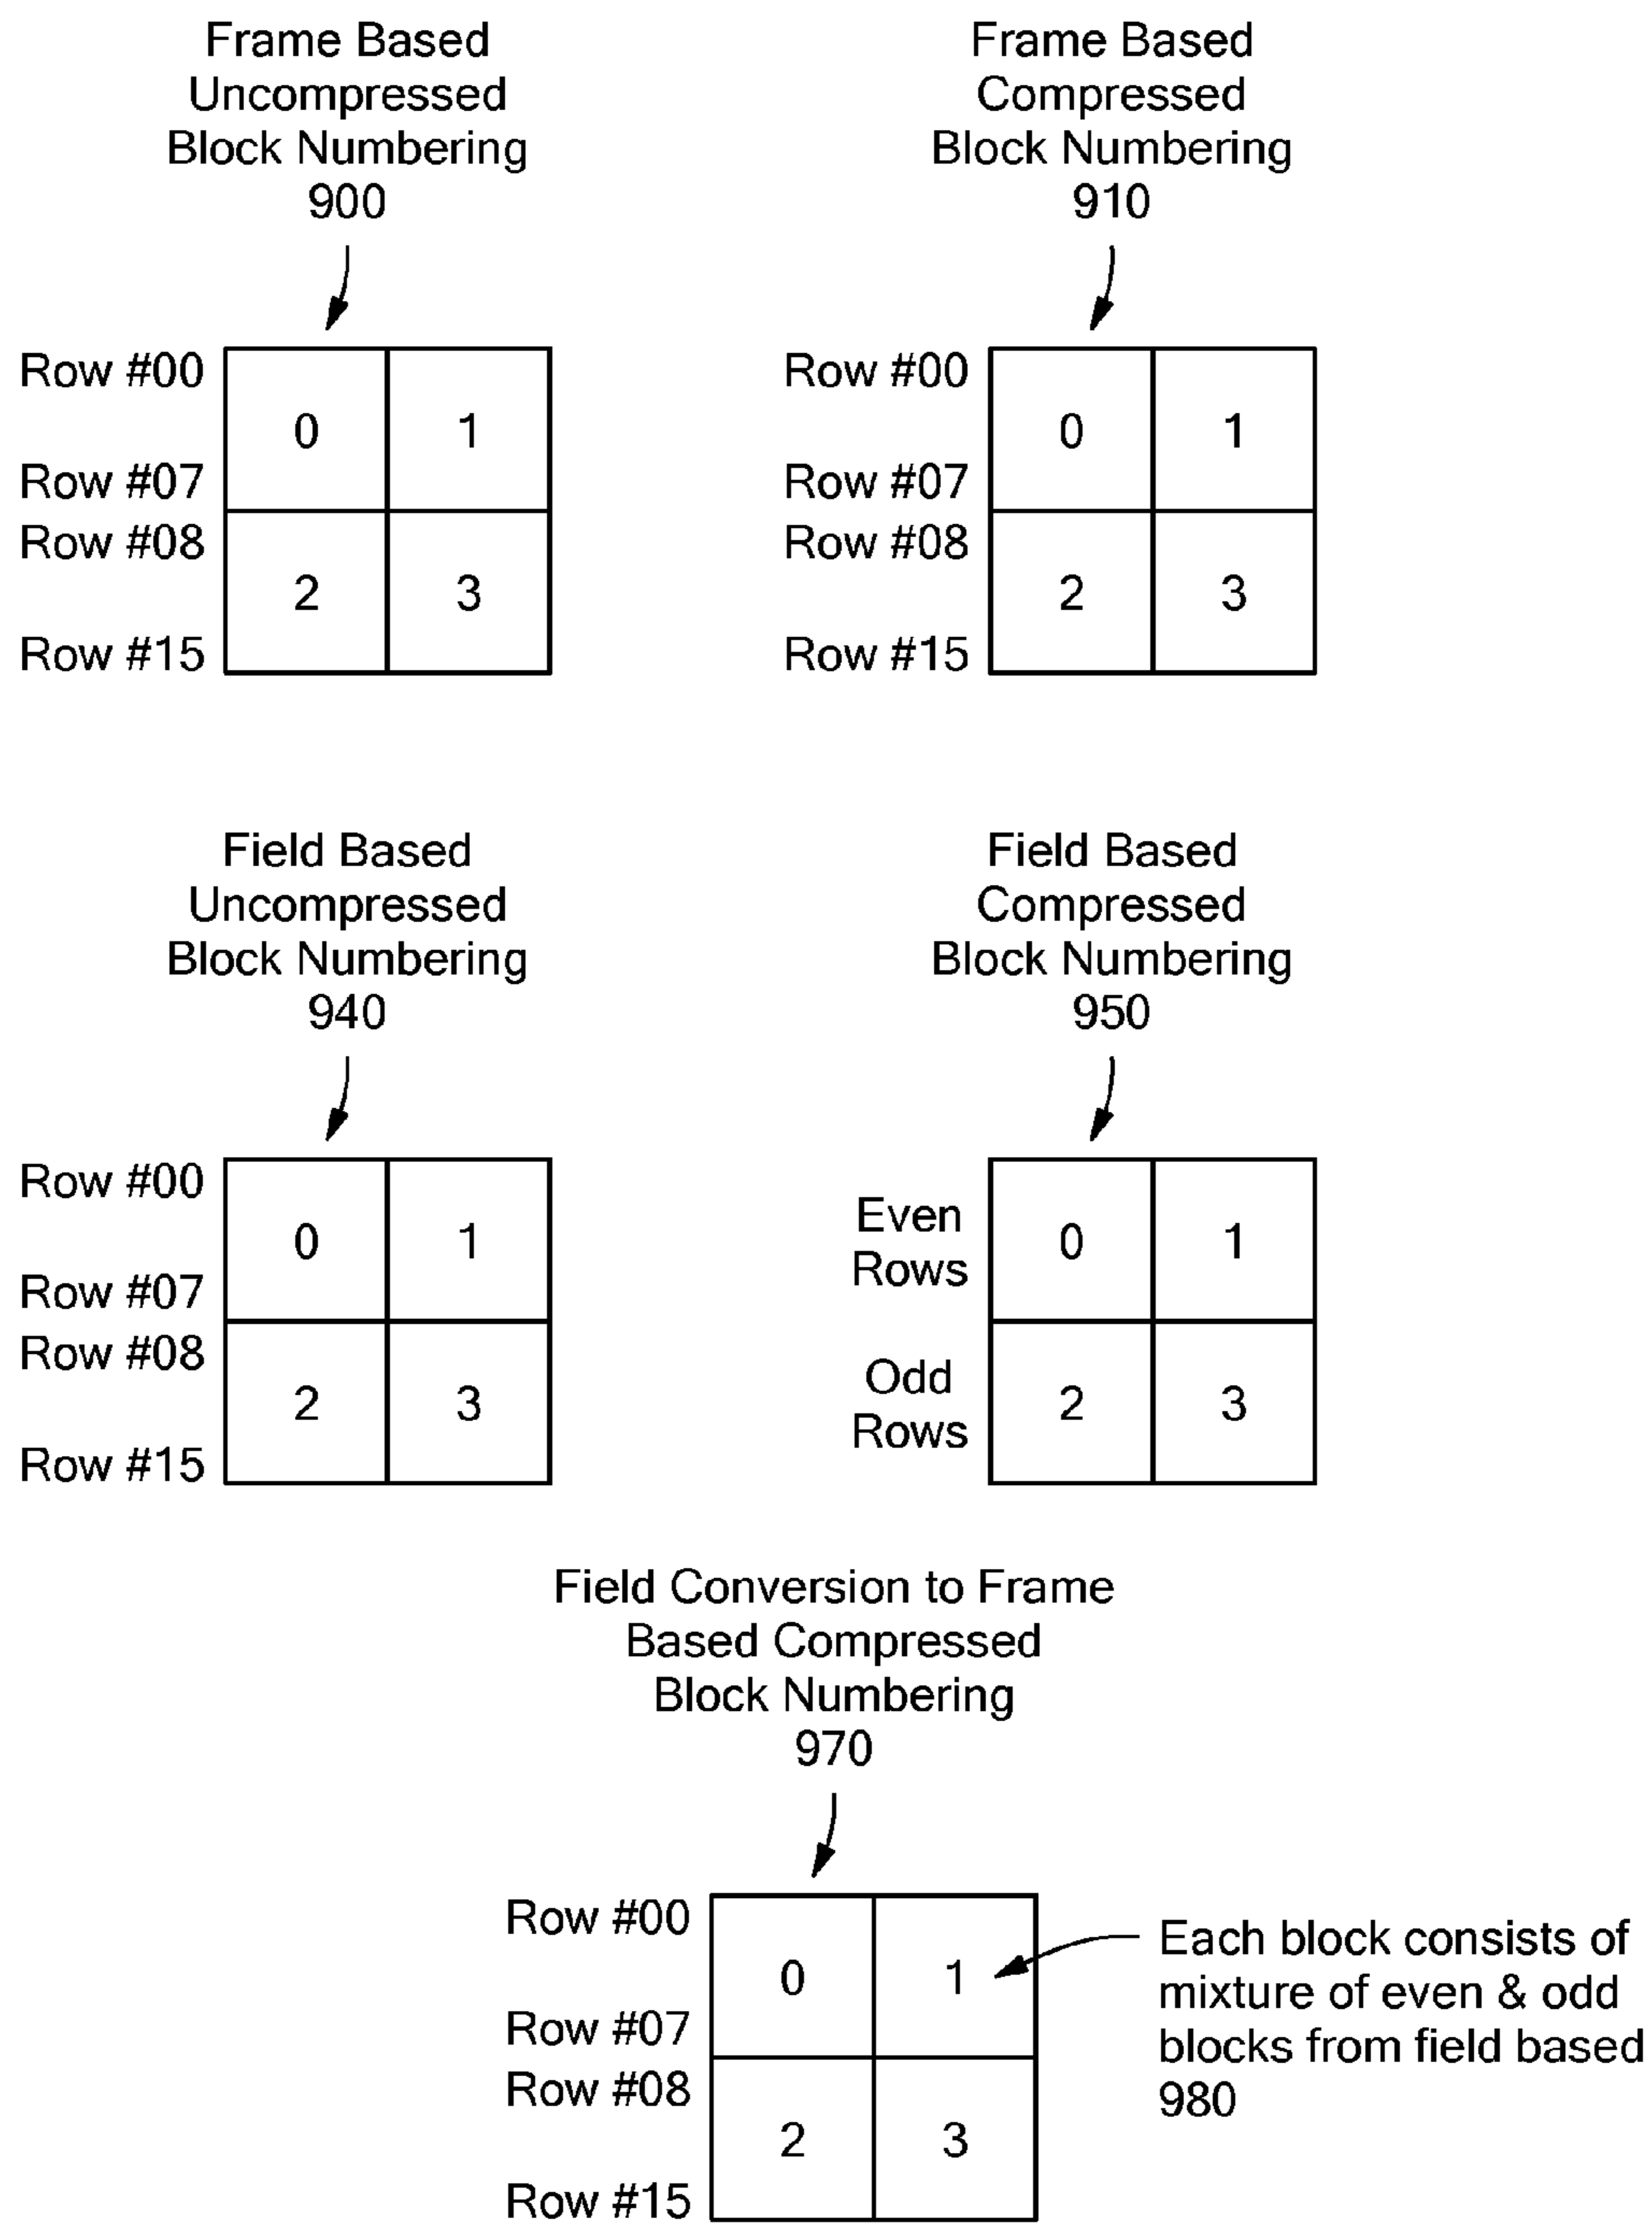 Frame Based
Uncompressed
Block Numbering
900
Row #00
0 1
Row #07
Row #08
2 3
Row #15
Frame Based
Compressed
Block Numbering
910
Row #00
0 1
Row #07
Row #08
2 3
Row #15
Field Based
Uncompressed
Block Numbering
940
Row #00
0 1
Row #07
Row #08
2 3
Row #15
Field Based
Compressed
Block Numbering
950
Even
Rows
0 1
Odd
Rows
2 3
Field Conversion to Frame
Based Compressed
Block Numbering
970
Row #00
0 1
Row #07
Row #08
2 3
Row #15
Each block consists of
mixture of even & odd
blocks from field based
980